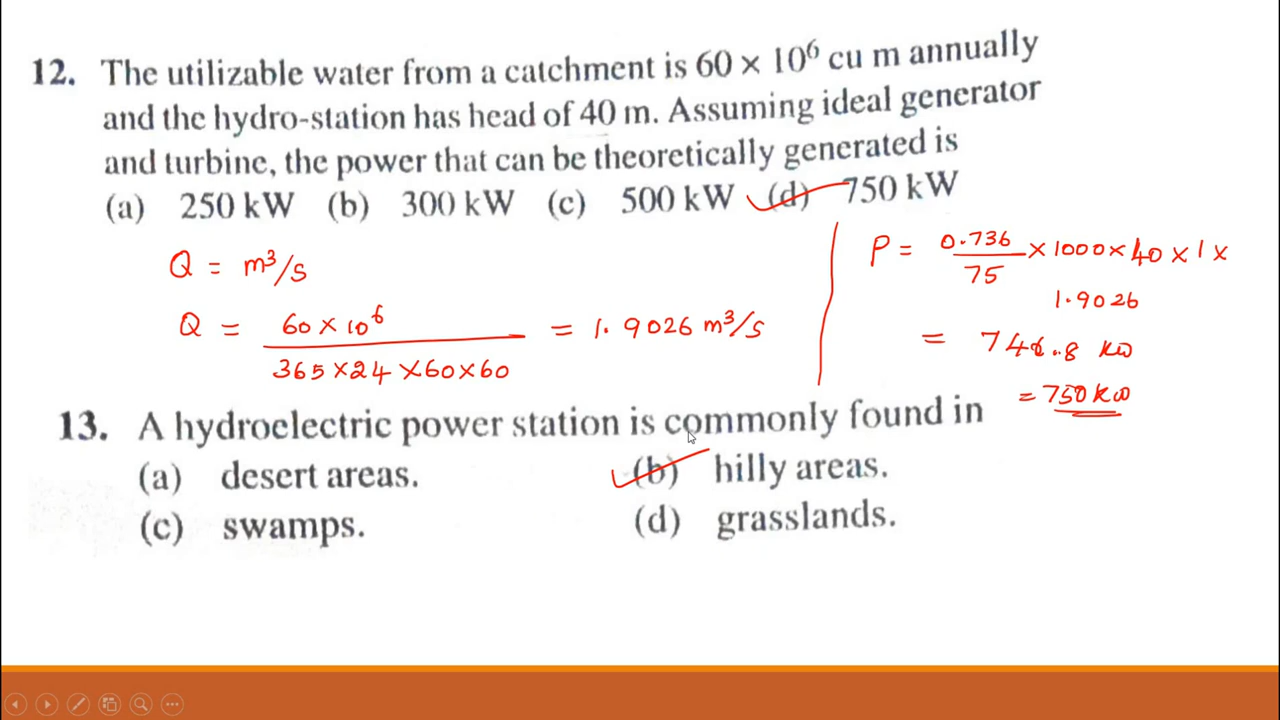 12. The utilizable water from a catchment is 60 × 10⁶ cu m annually
and the hydro-station has head of 40 m. Assuming ideal generator
and turbine, the power that can be theoretically generated is
(a) 250 kW (b) 300 kW (c) 500 kW (d) 750 kW
Q = m³/s
Q = 60 × 10⁶ / 365 × 24 × 60 × 60 = 1.9026 m³/s
P = 0.736 / 75 × 1000 × 40 × 1 ×
1.9026
= 746.8 kW
= 750 kW
13. A hydroelectric power station is commonly found in
(a) desert areas. (b) hilly areas.
(c) swamps. (d) grasslands.